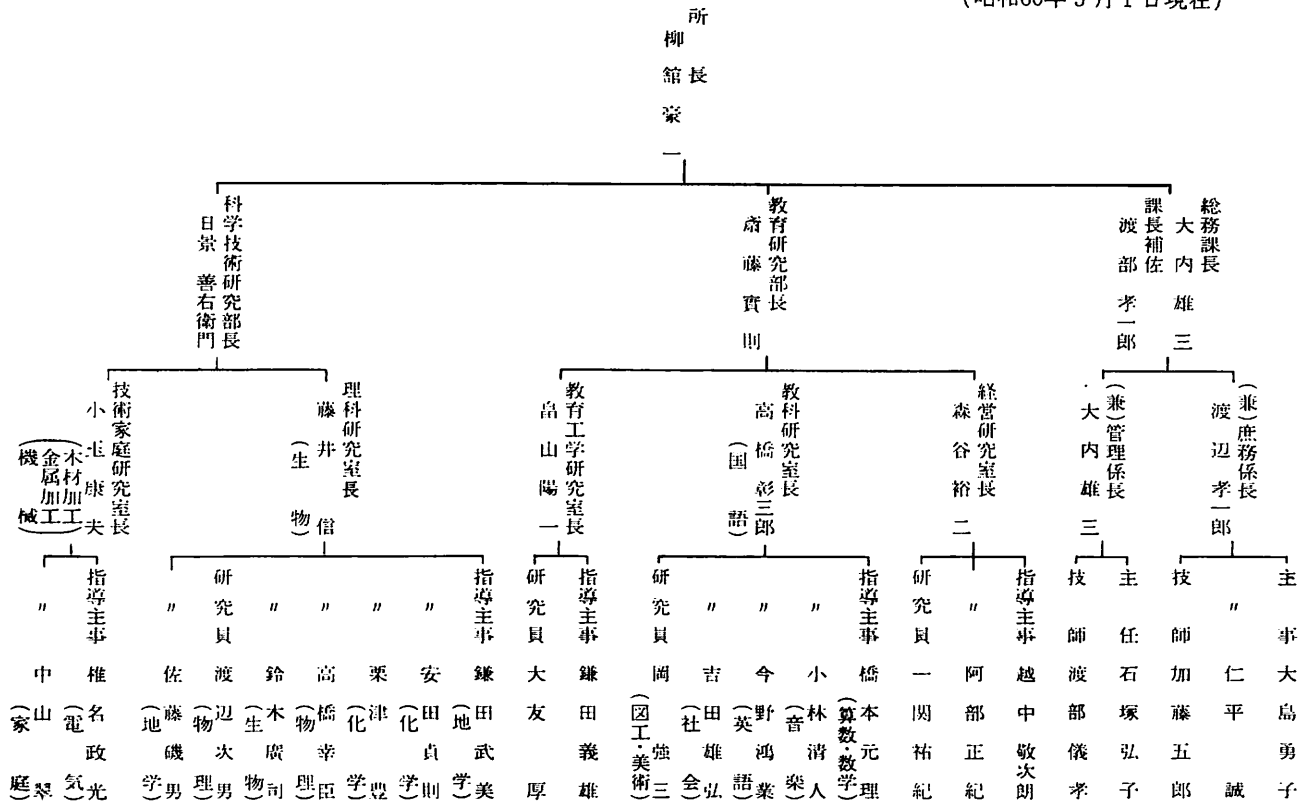 (昭和60年5月1日現在)
所長
柳舘豪一
総務課長
大内雄三
課長補佐
渡部孝一郎
教育研究部長
斎藤實則
科学技術研究部長
日景善右衛門
(兼)庶務係長
渡辺孝一郎
(兼)管理係長
大内雄三
経営研究室長
森谷裕二
教科研究室長
高橋彰三郎
(国語)
教育工学研究室長
畠山陽一
理科研究室長
藤井信
(生物)
技術家庭研究室長
小玉康夫
(木材加工
金属加工
機械)
主事大島勇子
〃仁平誠
技師加藤五郎
主任石塚弘子
技師渡部儀孝
指導主事越中敬次朗
〃阿部正紀
研究員一関祐紀
指導主事橋本元理
(算数・数学)
〃小林清人
(音楽)
〃今野鴻業
(英語)
〃吉田雄弘
(社会)
研究員岡強三
(図工・美術)
指導主事鎌田義雄
研究員大友厚
指導主事鎌田武美
(地学)
〃安田貞則
(化学)
〃栗津豊
(化学)
〃高橋幸臣
(物理)
〃鈴木廣司
(生物)
研究員渡辺次男
(物理)
〃佐藤磯男
(地学)
指導主事椎名政光
(電気)
〃中山翠
(家庭)